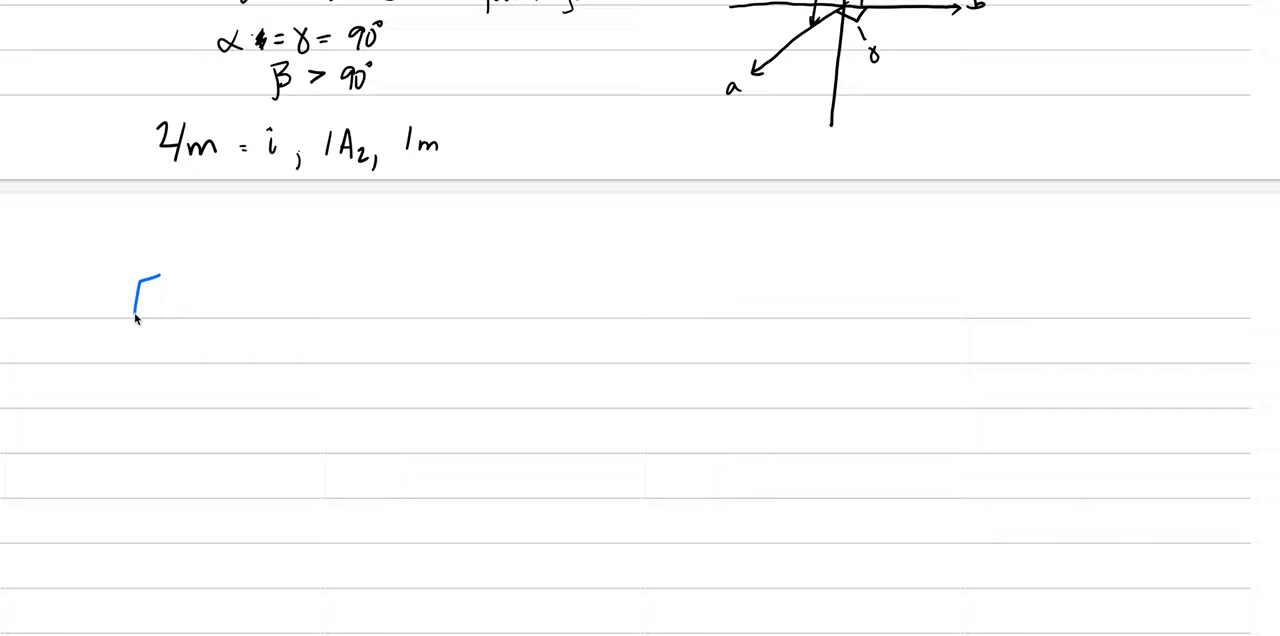 α = γ = 90°
β > 90°
2/m = i, 1A₂, 1m
a
b
γ